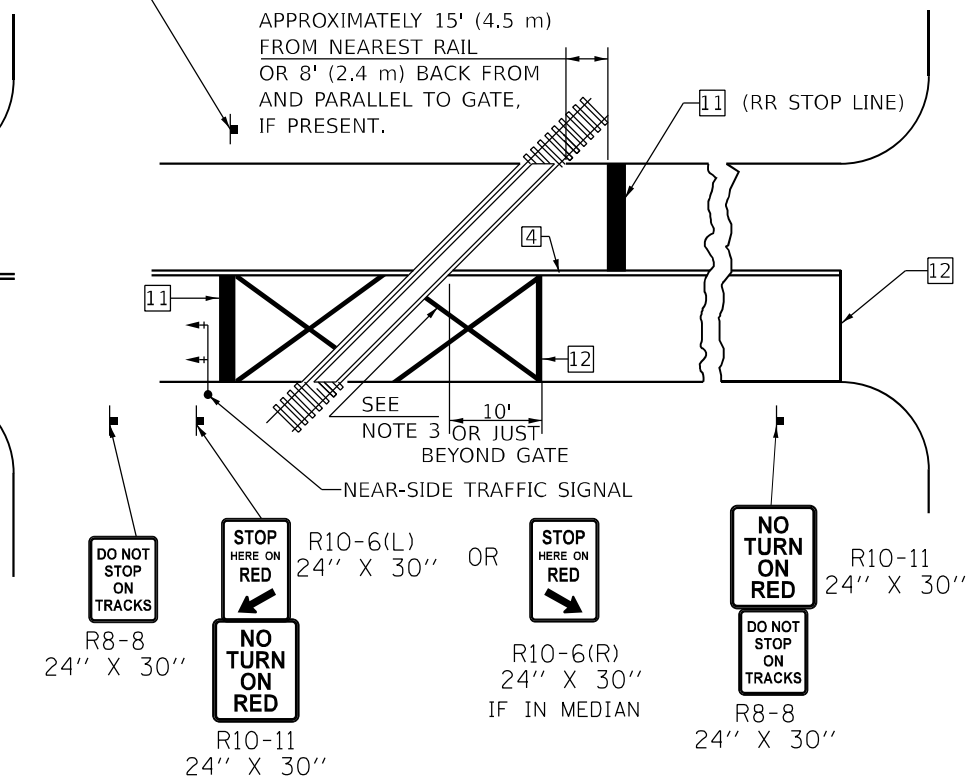 APPROXIMATELY 15' (4.5 m)
FROM NEAREST RAIL
OR 8' (2.4 m) BACK FROM
AND PARALLEL TO GATE,
IF PRESENT.
11 (RR STOP LINE)
4
12
11
12
SEE
NOTE 3
10'
OR JUST
BEYOND GATE
NEAR-SIDE TRAFFIC SIGNAL
DO NOT
STOP
ON
TRACKS
R8-8
24" X 30"
STOP
HERE ON
RED
R10-6(L)
24" X 30"
NO
TURN
ON
RED
R10-11
24" X 30"
OR
STOP
HERE ON
RED
R10-6(R)
24" X 30"
IF IN MEDIAN
NO
TURN
ON
RED
R10-11
24" X 30"
DO NOT
STOP
ON
TRACKS
R8-8
24" X 30"